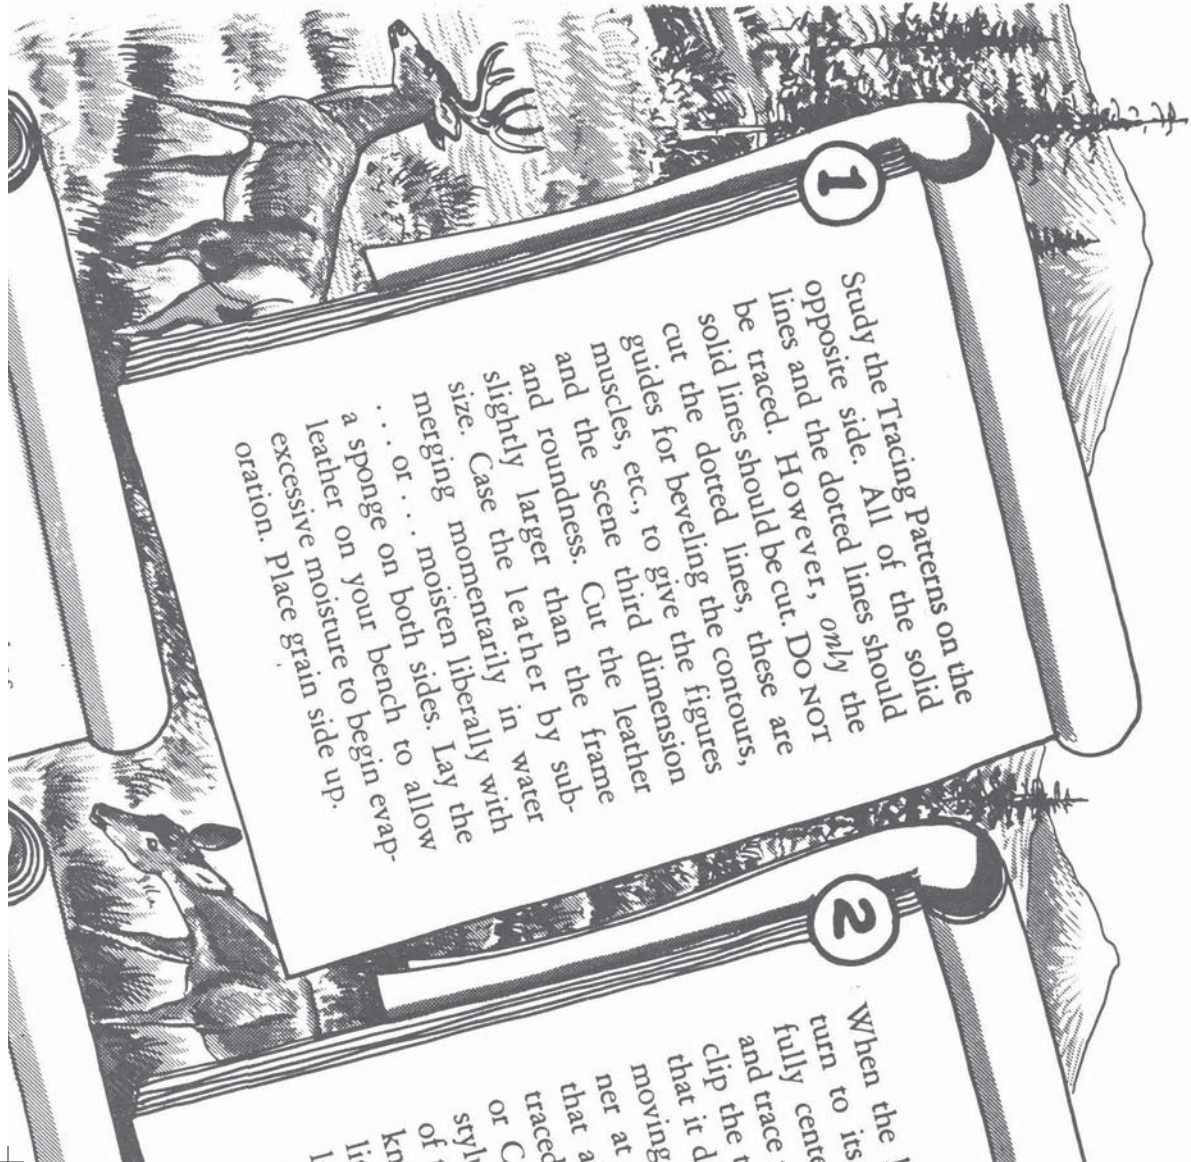 1
Study the Tracing Patterns on the
opposite side. All of the solid
lines and the dotted lines should
be traced. However, only the
solid lines should be cut. DO NOT
cut the dotted lines, these are
guides for beveling the contours,
muscles, etc., to give the figures
and the scene third dimension
and roundness. Cut the leather
slightly larger than the frame
size. Case the leather by sub-
merging momentarily in water
. . . or . . . moisten liberally with
a sponge on both sides. Lay the
leather on your bench to allow
excessive moisture to begin evap-
oration. Place grain side up.
2
When the
turn to its
fully cente
and trace
clip the t
that it d
moving
ner at
that a
traced
or C
styl
of
kn
li
l